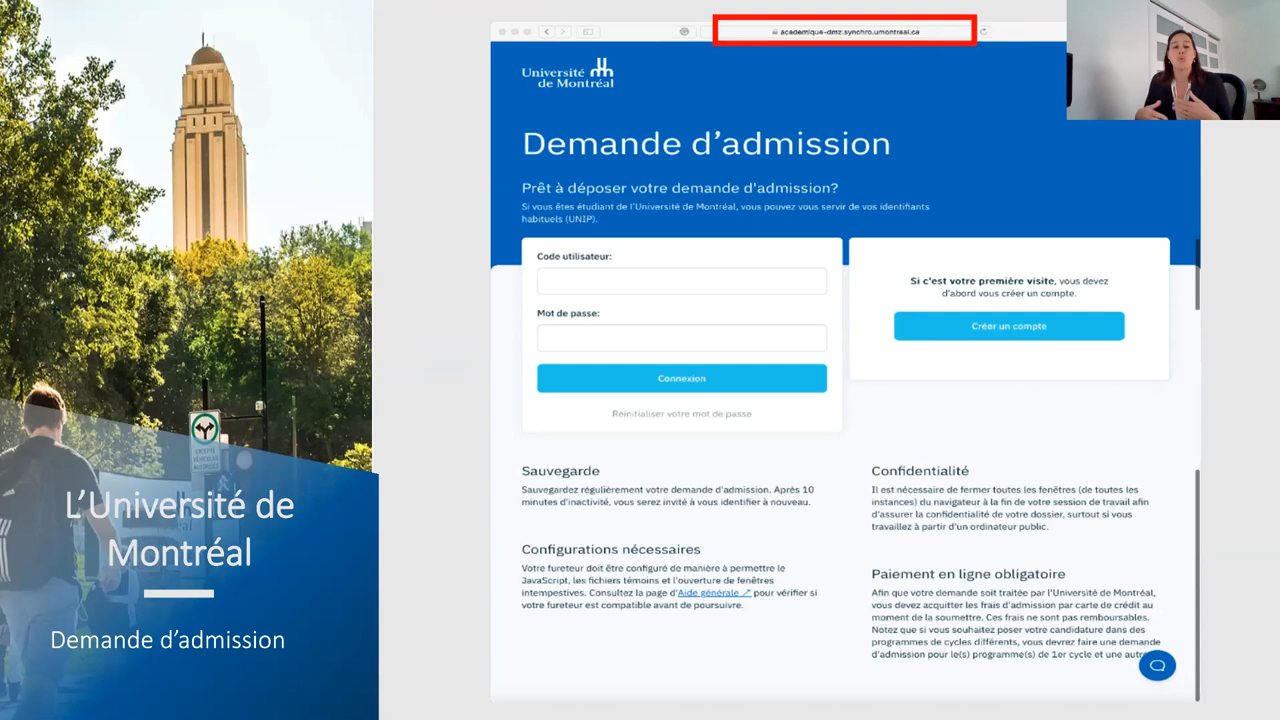 academique-dmz.synchro.umontreal.ca
Université
de Montréal
Demande d'admission
Prêt à déposer votre demande d'admission?
Si vous êtes étudiant de l'Université de Montréal, vous pouvez vous servir de vos identifiants
habituels (UNIP).
Code utilisateur:
Mot de passe:
Connexion
Réinitialiser votre mot de passe
Si c'est votre première visite, vous devez
d'abord vous créer un compte.
Créer un compte
Sauvegarde
Sauvegardez régulièrement votre demande d'admission. Après 10
minutes d'inactivité, vous serez invité à vous identifier à nouveau.
Configurations nécessaires
Votre fureteur doit être configuré de manière à permettre le
JavaScript, les fichiers témoins et l'ouverture de fenêtres
intempestives. Consultez la page d'Aide générale pour vérifier si
votre fureteur est compatible avant de poursuivre.
Confidentialité
Il est nécessaire de fermer toutes les fenêtres (de toutes les
instances) du navigateur à la fin de votre session de travail afin
d'assurer la confidentialité de votre dossier, surtout si vous
travaillez à partir d'un ordinateur public.
Paiement en ligne obligatoire
Afin que votre demande soit traitée par l'Université de Montréal,
vous devez acquitter les frais d'admission par carte de crédit au
moment de la soumettre. Ces frais ne sont pas remboursables.
Notez que si vous souhaitez poser votre candidature dans des
programmes de cycles différents, vous devrez faire une demande
d'admission pour le(s) programme(s) de 1er cycle et une autre
L'Université de
Montréal
Demande d'admission